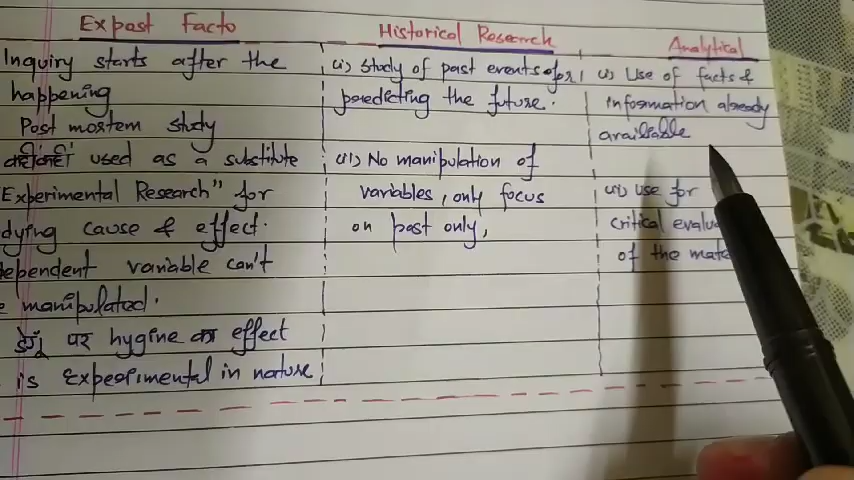 Expost Facto
Inquiry starts after the
happening
Post mortem study
used as a substitute
Experimental Research" for
dying cause & effect.
ependent variable can't
e manipulated.
पर hygine का effect
is experimental in nature
Historical Research
(i) Study of past events for
predicting the future.
(ii) No manipulation of
variables, only focus
on past only,
Analytical
(i) Use of facts &
information already
available
(ii) use for
critical evalu
of the mate